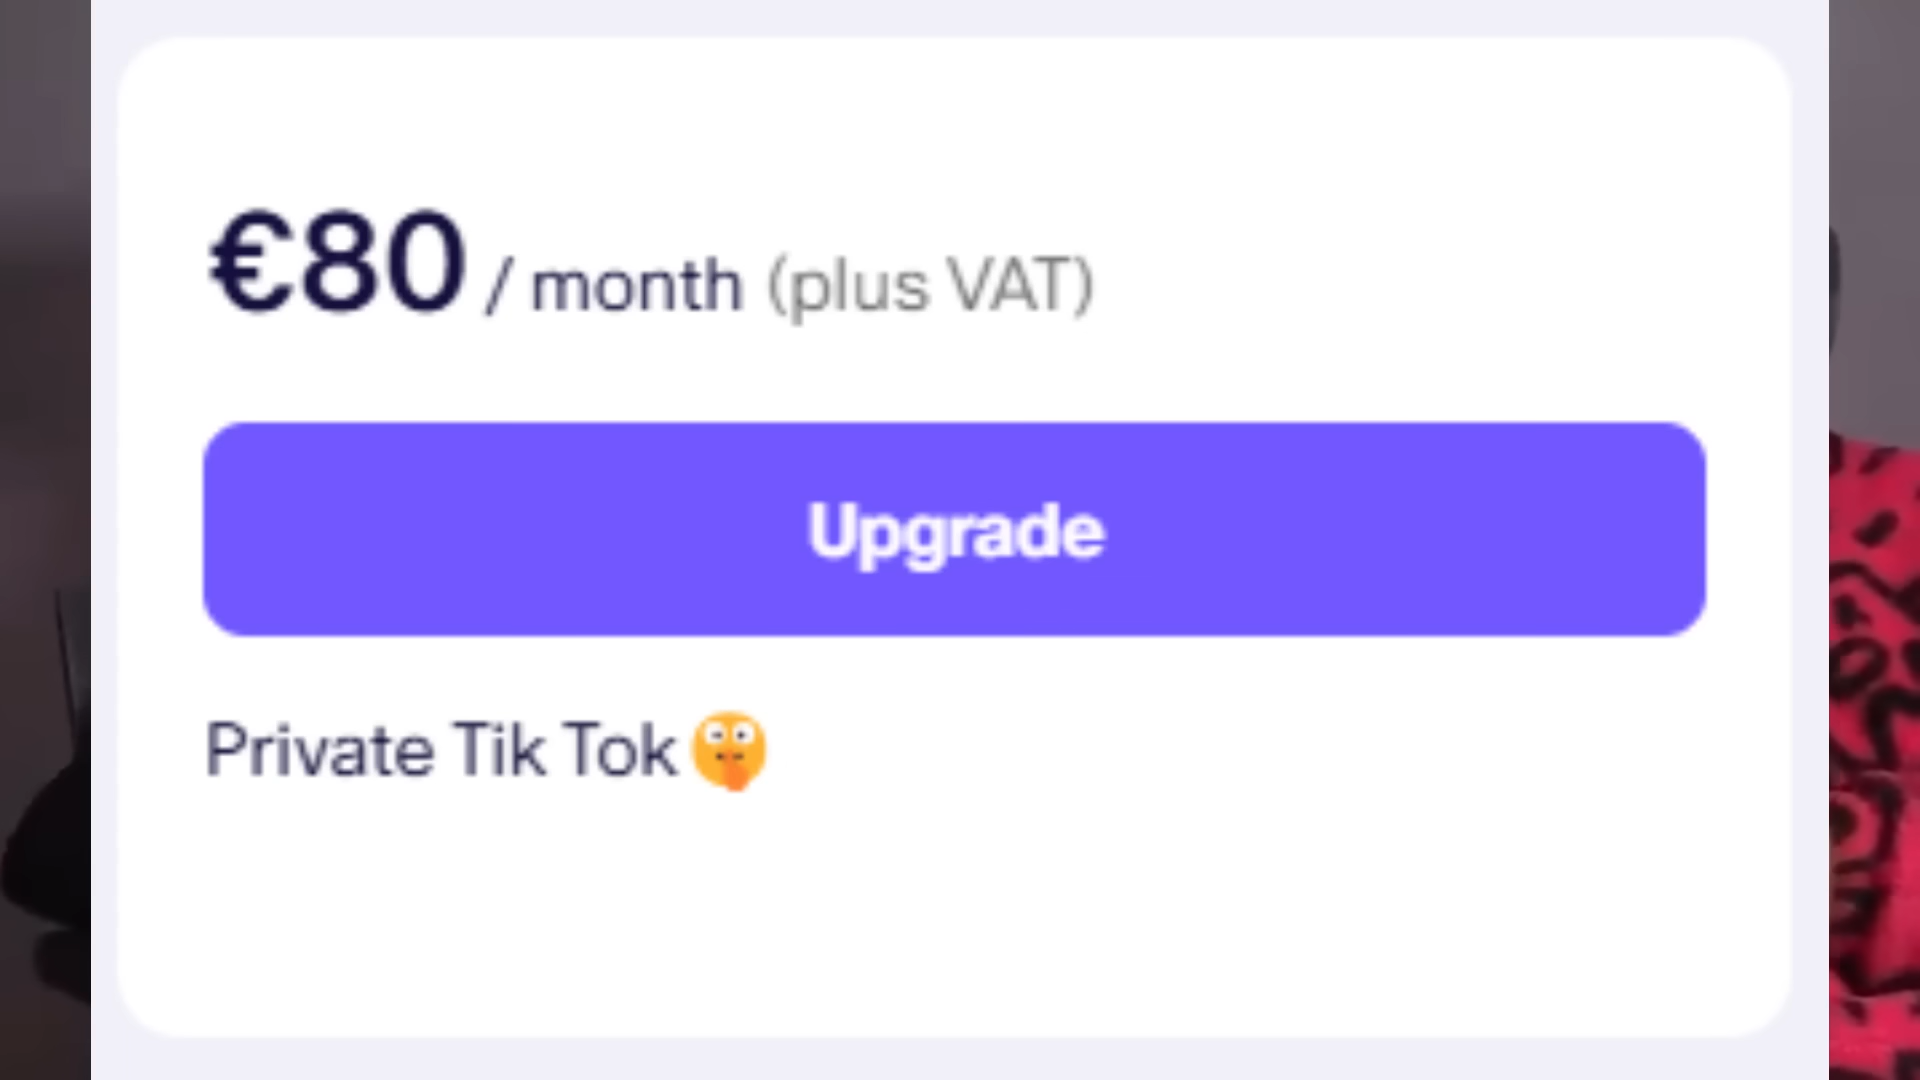 €80 / month (plus VAT)
Upgrade
Private Tik Tok 🤫